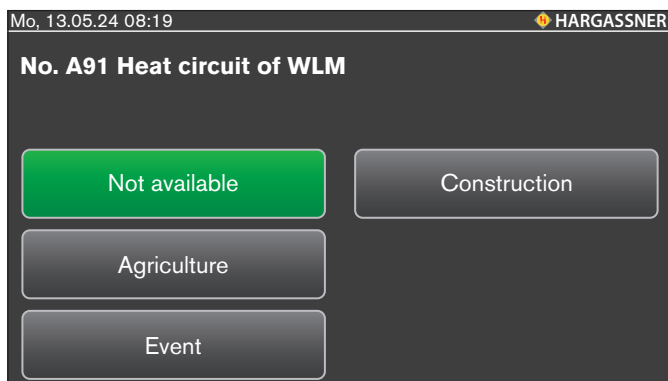 Mo, 13.05.24 08:19 HARGASSNER
No. A91 Heat circuit of WLM
Not available Construction
Agriculture
Event